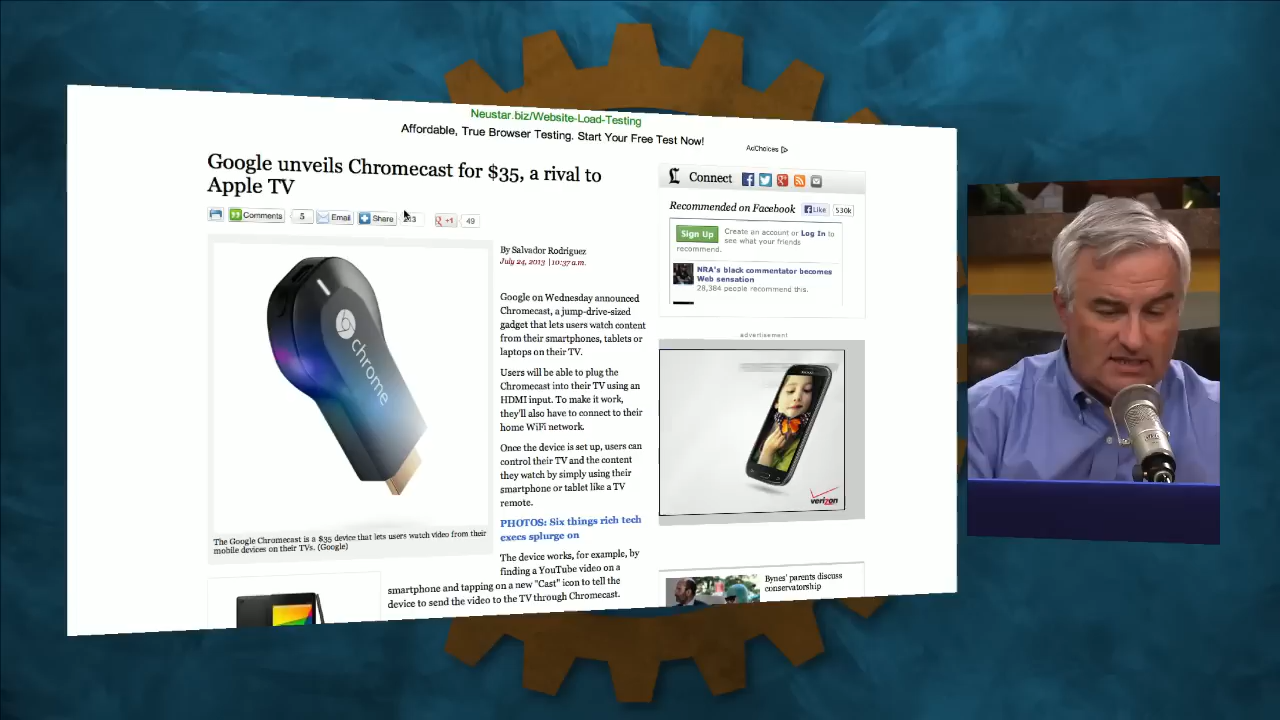 Neustar.biz/Website-Load-Testing
Affordable, True Browser Testing. Start Your Free Test Now!
AdChoices
Google unveils Chromecast for $35, a rival to
Apple TV
Comments 5 Email Share +1 49
chrome
The Google Chromecast is a $35 device that lets users watch video from their
mobile devices on their TVs. (Google)
By Salvador Rodriguez
July 24, 2013 | 10:37 a.m.
Google on Wednesday announced
Chromecast, a jump-drive-sized
gadget that lets users watch content
from their smartphones, tablets or
laptops on their TV.
Users will be able to plug the
Chromecast into their TV using an
HDMI input. To make it work,
they'll also have to connect to their
home WiFi network.
Once the device is set up, users can
control their TV and the content
they watch by simply using their
smartphone or tablet like a TV
remote.
PHOTOS: Six things rich tech
execs splurge on
The device works, for example, by
finding a YouTube video on a
smartphone and tapping on a new "Cast" icon to tell the
device to send the video to the TV through Chromecast.
L Connect
Recommended on Facebook Like 530k
Sign Up Create an account or Log In to
see what your friends
recommend.
NRA's black commentator becomes
Web sensation
28,384 people recommend this.
advertisement
verizon
Bynes' parents discuss
conservatorship